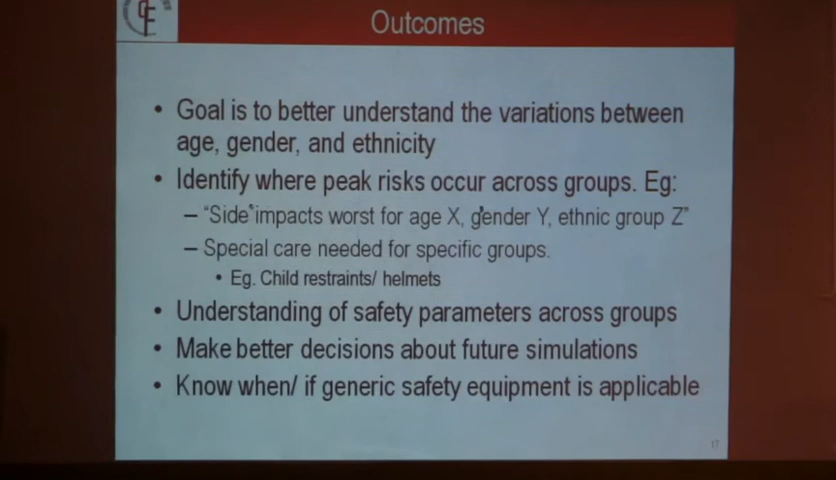 Outcomes
• Goal is to better understand the variations between
age, gender, and ethnicity
• Identify where peak risks occur across groups. Eg:
– "Side impacts worst for age X, gender Y, ethnic group Z"
– Special care needed for specific groups.
• Eg. Child restraints/ helmets
• Understanding of safety parameters across groups
• Make better decisions about future simulations
• Know when/ if generic safety equipment is applicable
17